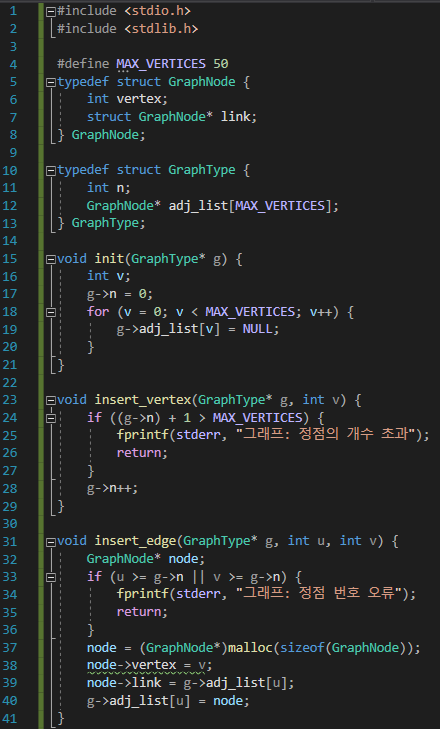 1 #include <stdio.h>
2 #include <stdlib.h>
3
4 #define MAX_VERTICES 50
5 typedef struct GraphNode {
6     int vertex;
7     struct GraphNode* link;
8 } GraphNode;
9
10 typedef struct GraphType {
11     int n;
12     GraphNode* adj_list[MAX_VERTICES];
13 } GraphType;
14
15 void init(GraphType* g) {
16     int v;
17     g->n = 0;
18     for (v = 0; v < MAX_VERTICES; v++) {
19         g->adj_list[v] = NULL;
20     }
21 }
22
23 void insert_vertex(GraphType* g, int v) {
24     if ((g->n) + 1 > MAX_VERTICES) {
25         fprintf(stderr, "그래프: 정점의 개수 초과");
26         return;
27     }
28     g->n++;
29 }
30
31 void insert_edge(GraphType* g, int u, int v) {
32     GraphNode* node;
33     if (u >= g->n || v >= g->n) {
34         fprintf(stderr, "그래프: 정점 번호 오류");
35         return;
36     }
37     node = (GraphNode*)malloc(sizeof(GraphNode));
38     node->vertex = v;
39     node->link = g->adj_list[u];
40     g->adj_list[u] = node;
41 }